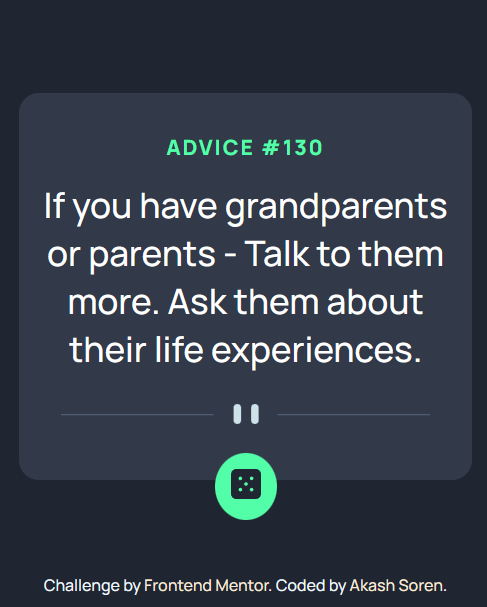 ADVICE #130
If you have grandparents
or parents - Talk to them
more. Ask them about
their life experiences.
Challenge by Frontend Mentor. Coded by Akash Soren.